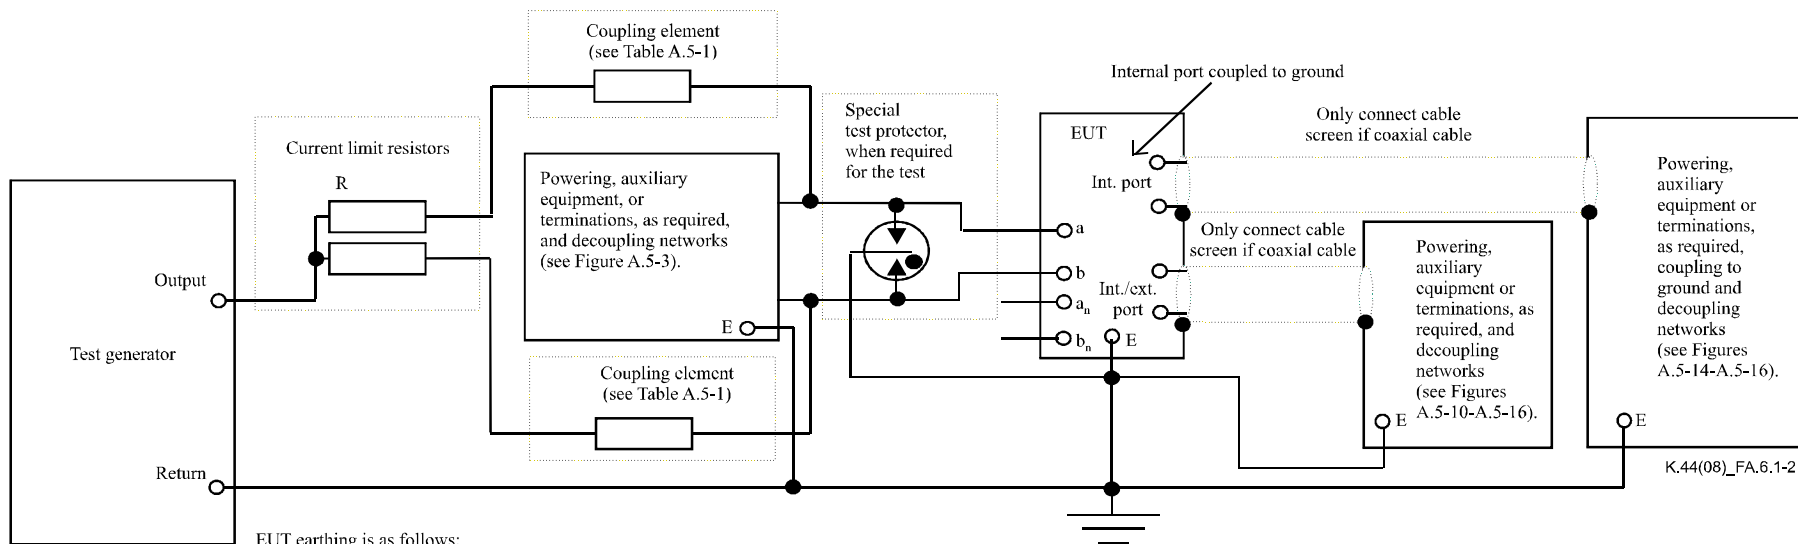 Coupling element
(see Table A.5-1)
Current limit resistors
R
Powering, auxiliary
equipment, or
terminations, as required,
and decoupling networks
(see Figure A.5-3).
E
Coupling element
(see Table A.5-1)
Output
Test generator
Return
Special
test protector,
when required
for the test
Internal port coupled to ground
EUT
Int. port
a
b
Int./ext.
port
aₙ
bₙ
E
Only connect cable
screen if coaxial cable
Only connect cable
screen if coaxial cable
Powering,
auxiliary
equipment or
terminations, as
required, and
decoupling
networks
(see Figures
A.5-10-A.5-16).
E
Powering,
auxiliary
equipment or
terminations,
as required,
coupling to
ground and
decoupling
networks
(see Figures
A.5-14-A.5-16).
E
K.44(08)_FA.6.1-2
EUT earthing is as follows: